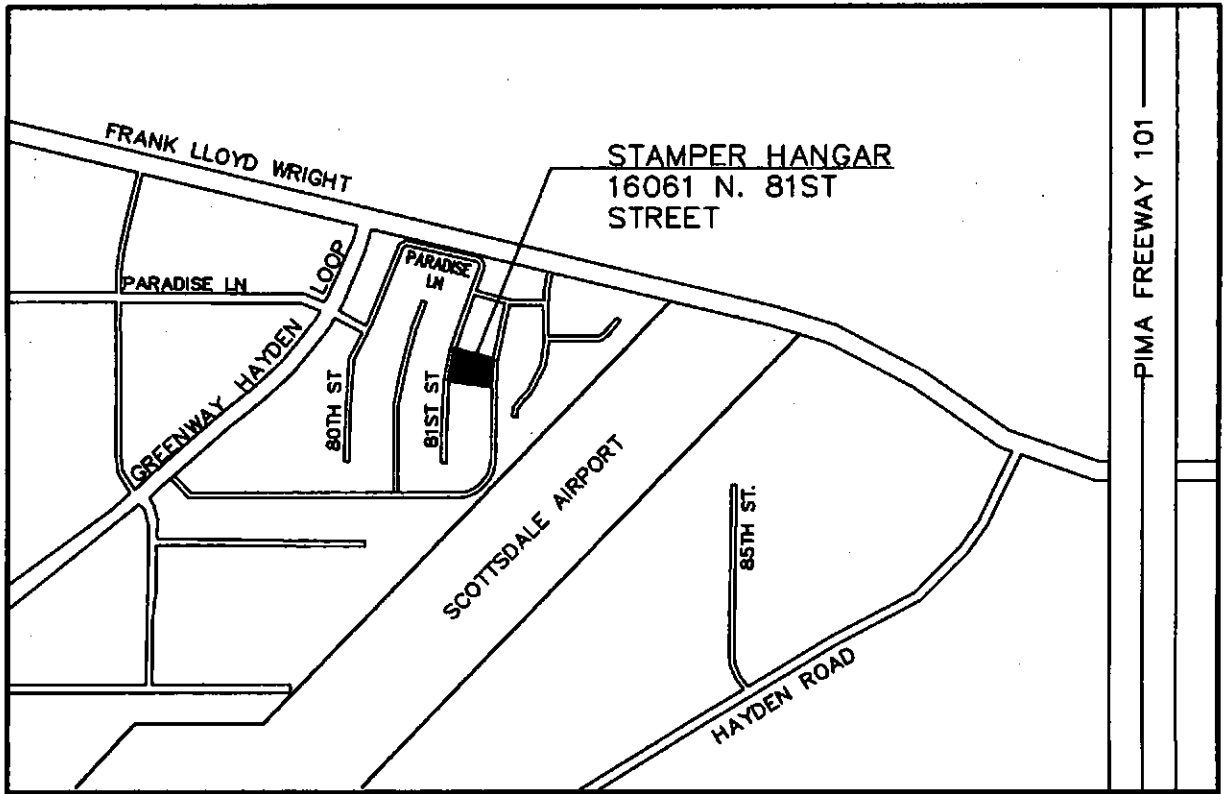 FRANK LLOYD WRIGHT
STAMPER HANGAR
16061 N. 81ST
STREET
PIMA FREEWAY 101
PARADISE LN
LOOP
PARADISE
LN
GREENWAY HAYDEN
80TH ST
81ST ST
SCOTTSDALE AIRPORT
85TH ST.
HAYDEN ROAD